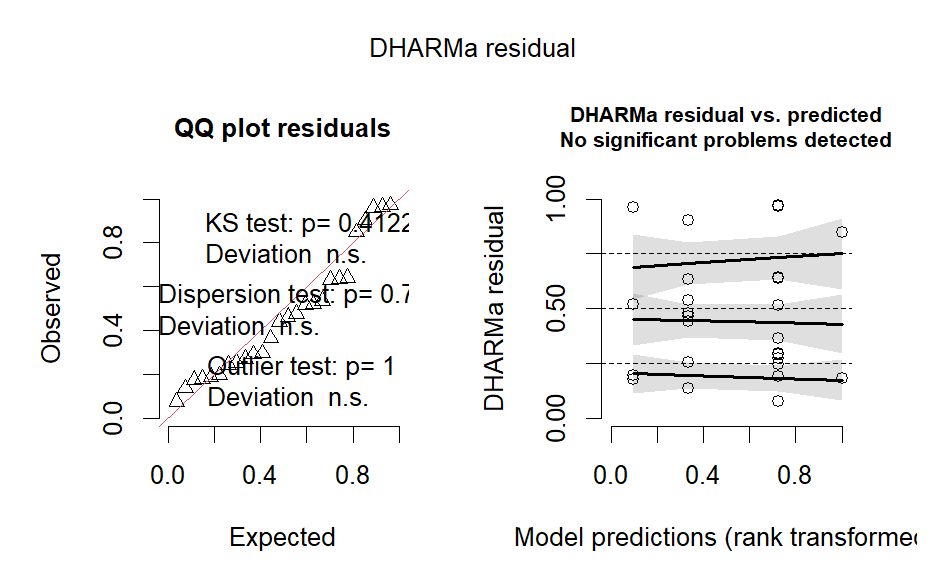 DHARMa residual
QQ plot residuals
KS test: p= 0.4122
Deviation n.s.
Dispersion test: p= 0.7
Deviation n.s.
Outlier test: p= 1
Deviation n.s.
Observed
0.0 0.4 0.8
0.0 0.4 0.8
Expected
DHARMa residual vs. predicted
No significant problems detected
DHARMa residual
0.00 0.50 1.00
0.0 0.4 0.8
Model predictions (rank transformed